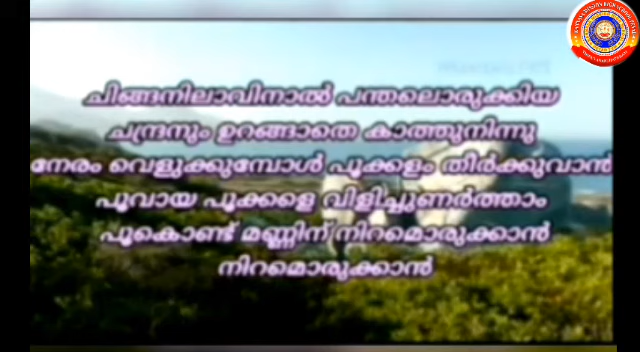 ചിങ്ങനിലാവിനാൽ പന്തലൊരുക്കിയ
ചന്ദ്രനും ഉറങ്ങാതെ കാത്തുനിന്നു
നേരം വെളുക്കുമ്പോൾ പൂക്കളം തിർക്കുവാൻ
പൂവായ പൂക്കളെ വിളിച്ചുണർത്താം
പൂകൊണ്ട് മണ്ണിന് നിറമൊരുക്കാൻ
നിറമൊരുക്കാൻ